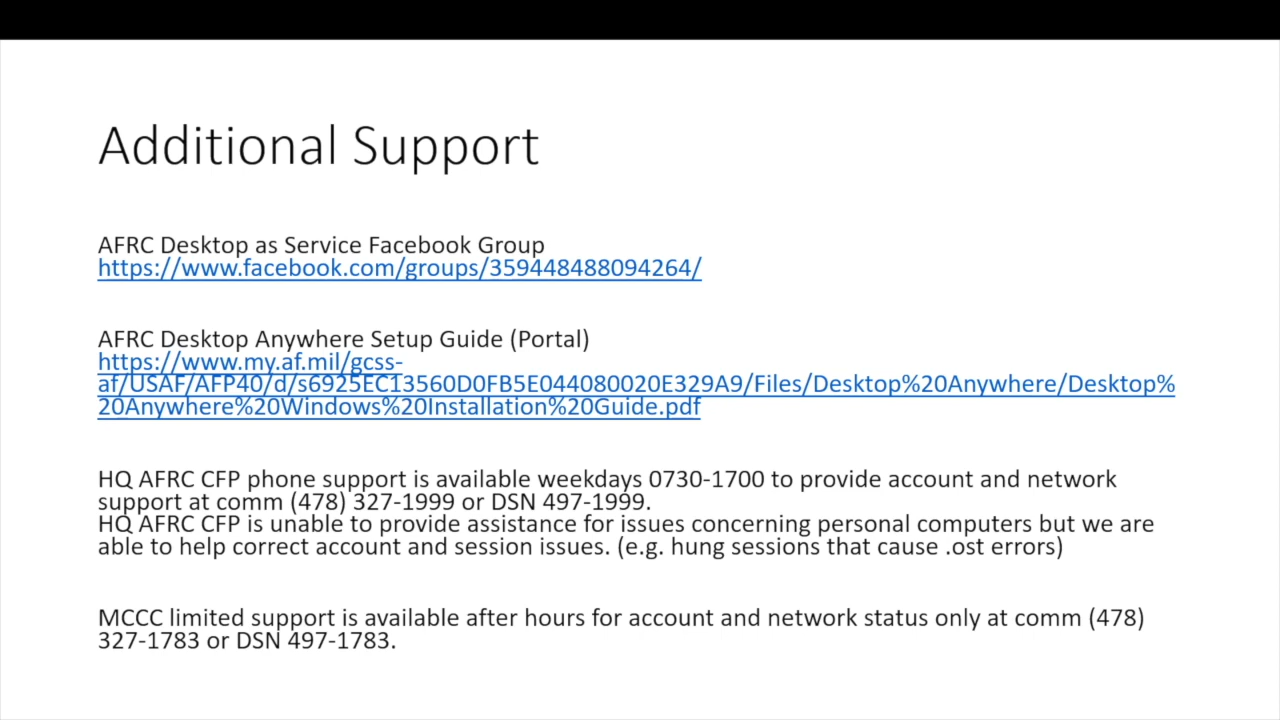 Additional Support
AFRC Desktop as Service Facebook Group
https://www.facebook.com/groups/359448488094264/
AFRC Desktop Anywhere Setup Guide (Portal)
https://www.my.af.mil/gcss-
af/USAF/AFP40/d/s6925EC13560D0FB5E044080020E329A9/Files/Desktop%20Anywhere/Desktop%
20Anywhere%20Windows%20Installation%20Guide.pdf
HQ AFRC CFP phone support is available weekdays 0730-1700 to provide account and network
support at comm (478) 327-1999 or DSN 497-1999.
HQ AFRC CFP is unable to provide assistance for issues concerning personal computers but we are
able to help correct account and session issues. (e.g. hung sessions that cause .ost errors)
MCCC limited support is available after hours for account and network status only at comm (478)
327-1783 or DSN 497-1783.